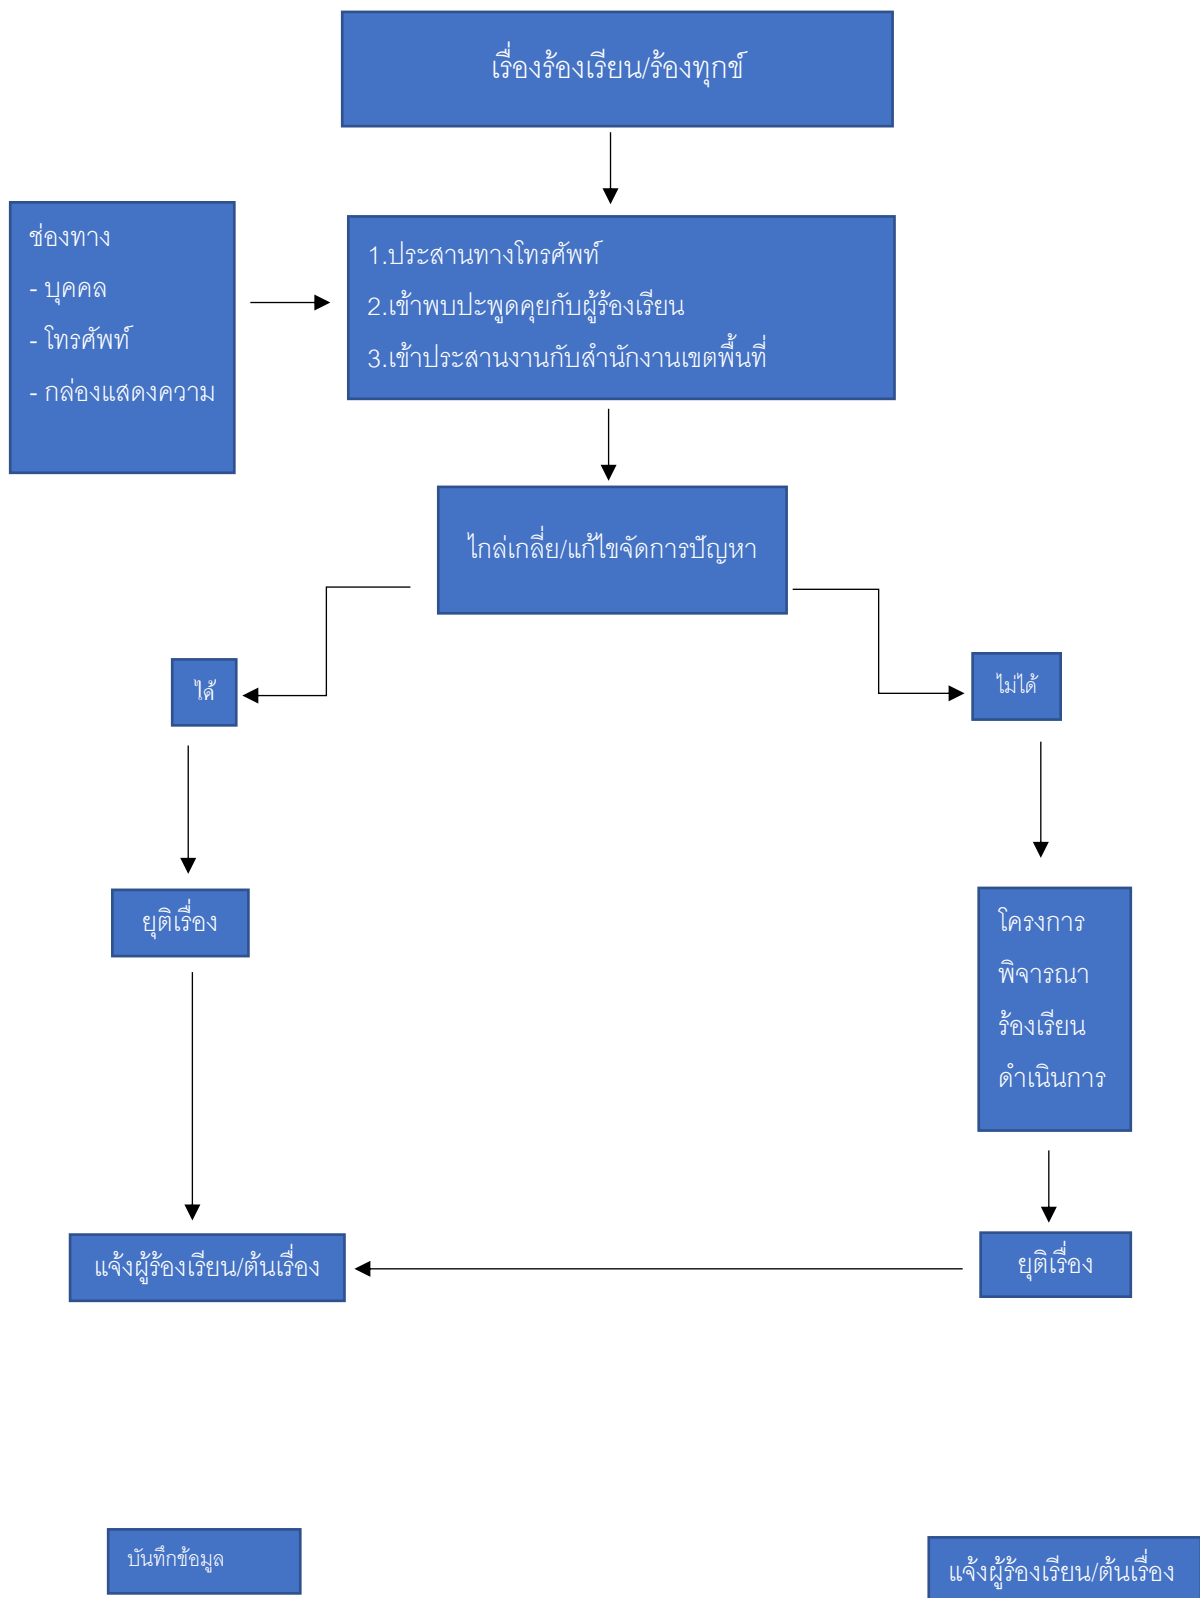 เรื่องร้องเรียน/ร้องทุกข์
ช่องทาง
- บุคคล
- โทรศัพท์
- กล่องแสดงความ
1.ประสานทางโทรศัพท์
2.เข้าพบปะพูดคุยกับผู้ร้องเรียน
3.เข้าประสานงานกับสำนักงานเขตพื้นที่
ไกล่เกลี่ย/แก้ไขจัดการปัญหา
ได้
ไม่ได้
ยุติเรื่อง
โครงการ
พิจารณา
ร้องเรียน
ดำเนินการ
แจ้งผู้ร้องเรียน/ต้นเรื่อง
ยุติเรื่อง
บันทึกข้อมูล
แจ้งผู้ร้องเรียน/ต้นเรื่อง